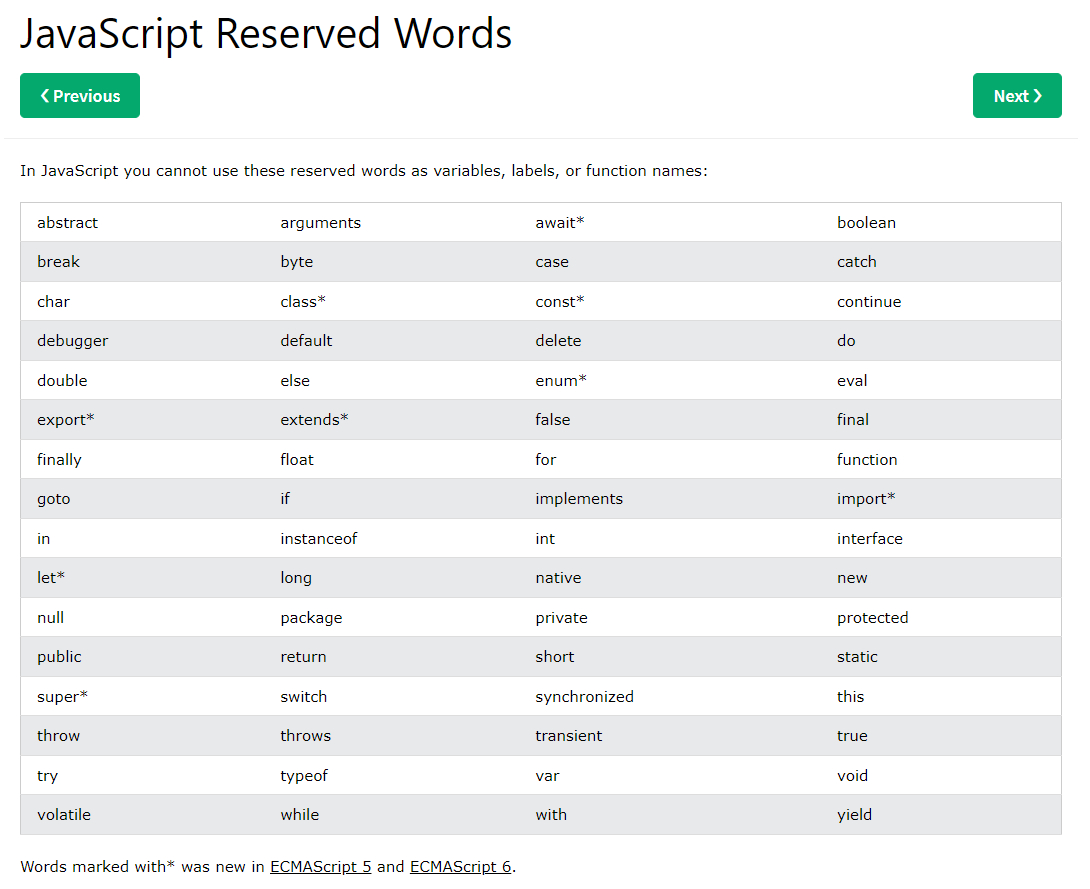 JavaScript Reserved Words
❮ Previous
Next ❯
In JavaScript you cannot use these reserved words as variables, labels, or function names:
abstract arguments await* boolean
break byte case catch
char class* const* continue
debugger default delete do
double else enum* eval
export* extends* false final
finally float for function
goto if implements import*
in instanceof int interface
let* long native new
null package private protected
public return short static
super* switch synchronized this
throw throws transient true
try typeof var void
volatile while with yield
Words marked with* was new in ECMAScript 5 and ECMAScript 6.